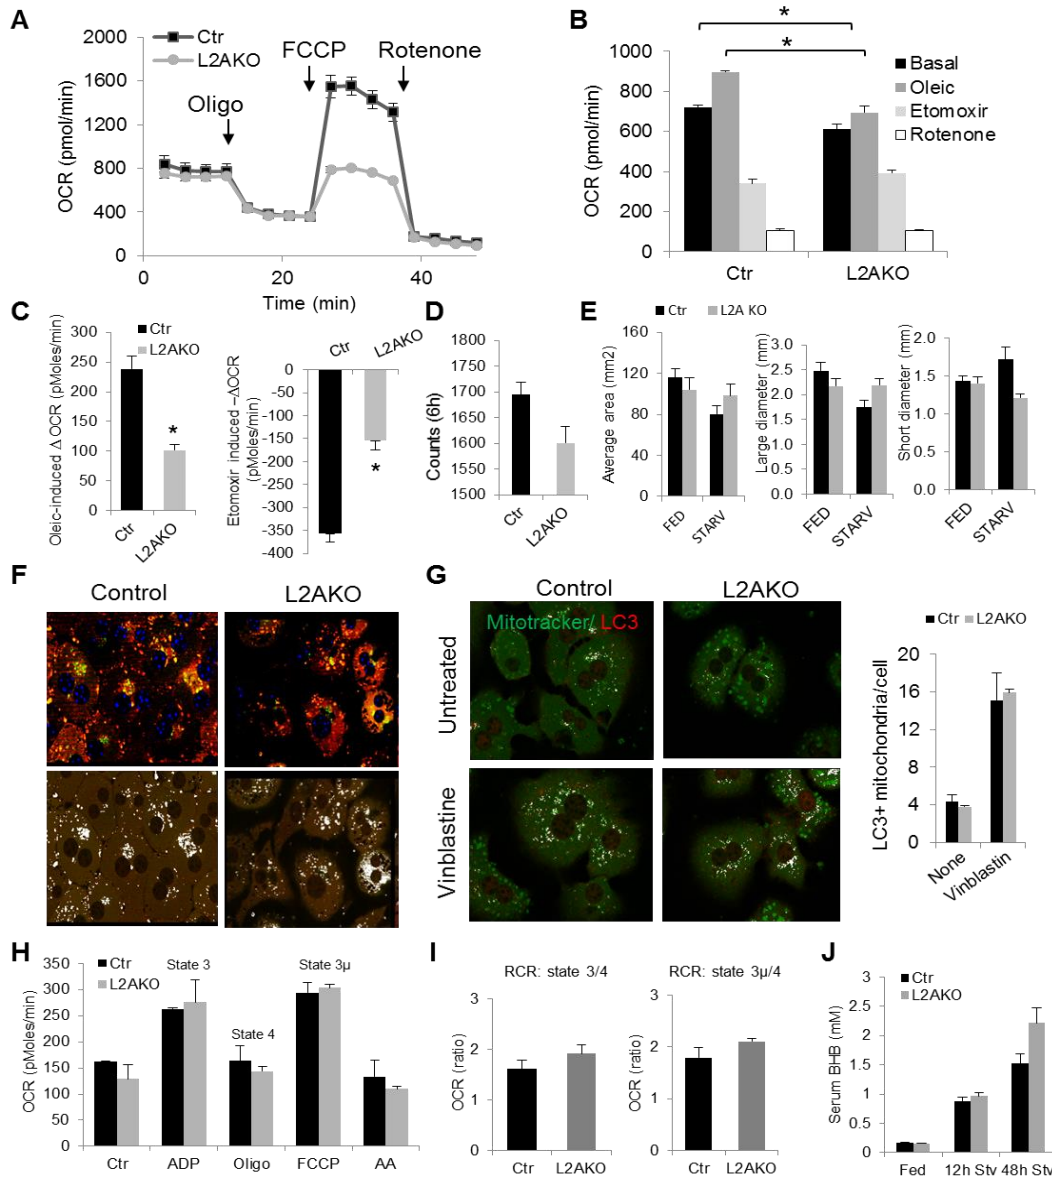 A
2000
1600
1200
800
400
0
OCR (pmol/min)
Ctr
L2AKO
Oligo
FCCP
Rotenone
0
20
40
Time (min)
B
*
*
1000
800
600
400
200
0
OCR (pmol/min)
Basal
Oleic
Etomoxir
Rotenone
Ctr
L2AKO
C
Oleic-induced Δ OCR (pMoles/min)
300
250
200
150
100
50
0
Ctr
L2AKO
*
Ctr
L2AKO
Etomoxir induced –ΔOCR
(pMoles/min)
Ctr
L2AKO
0
-50
-100
-150
-200
-250
-300
-350
-400
*
D
Counts (6h)
1800
1700
1600
1500
Ctr
L2AKO
E
Ctr
L2A KO
Average area (mm2)
160
120
80
40
0
FED
STARV
Large diameter (mm)
3.0
2.5
2.0
1.5
1.0
0.5
0.0
FED
STARV
Short diameter (mm)
2.0
1.5
1.0
0.5
0.0
FED
STARV
F
Control
L2AKO
G
Control
L2AKO
Mitotracker/ LC3
Untreated
Vinblastine
Ctr
L2AKO
LC3+ mitochondria/cell
20
16
12
8
4
0
None
Vinblastin
H
OCR (pMoles/min)
350
300
250
200
150
100
50
0
Ctr
L2AKO
State 3
State 4
State 3µ
Ctr
ADP
Oligo
FCCP
AA
I
RCR: state 3/4
OCR (ratio)
3
2
1
0
Ctr
L2AKO
RCR: state 3µ/4
OCR (ratio)
3
2
1
0
Ctr
L2AKO
J
Serum BHB (mM)
3
2.5
2
1.5
1
0.5
0
Ctr
L2AKO
Fed
12h Stv
48h Stv